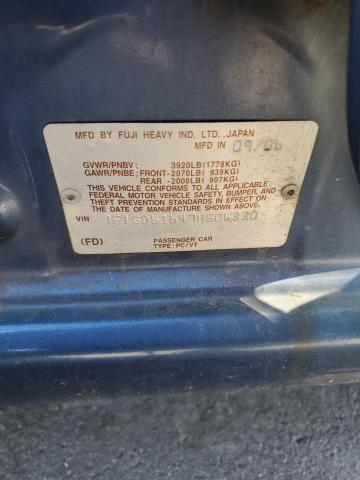 MFD BY FUJI HEAVY IND. LTD., JAPAN
MFD IN 09/06
GVWR/PNBV: 3920LB(1778KG)
GAWR/PNBE: FRONT-2070LB( 939KG)
REAR -2000LB( 907KG)
THIS VEHICLE CONFORMS TO ALL APPLICABLE
FEDERAL MOTOR VEHICLE SAFETY, BUMPER, AND
THEFT PREVENTION STANDARDS IN EFFECT ON THE
DATE OF MANUFACTURE SHOWN ABOVE.
VIN
(FD) PASSENGER CAR
TYPE: PC/VT